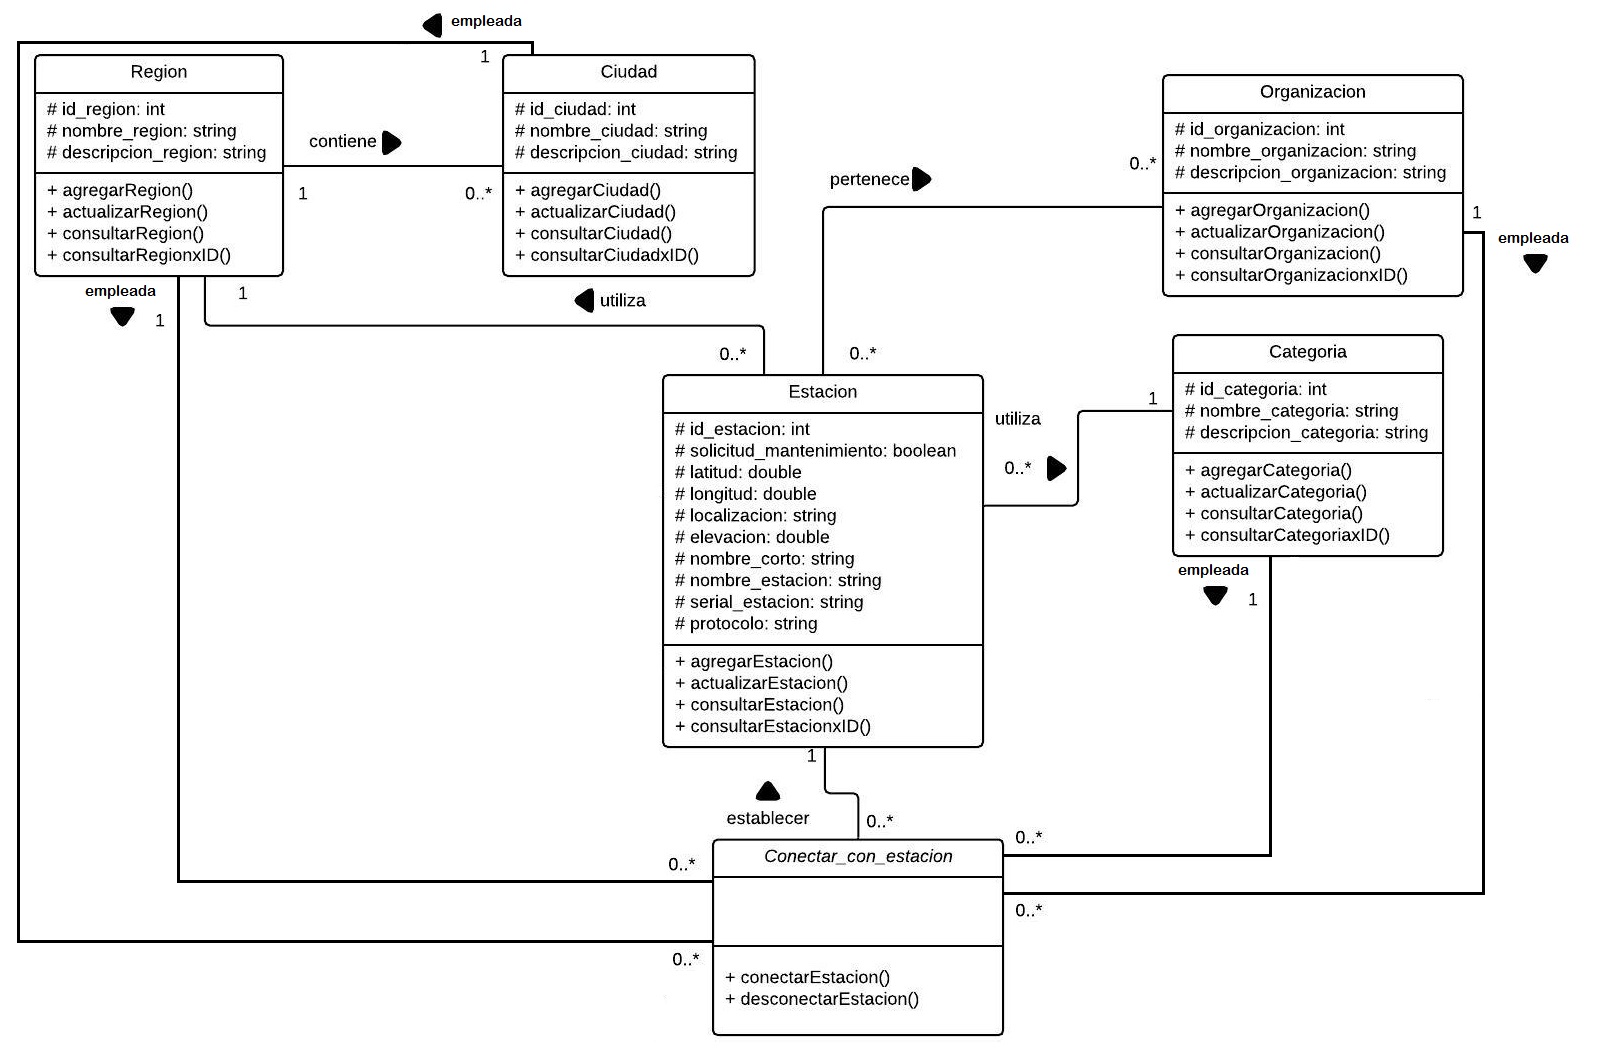 empleada
1
Region
# id_region: int
# nombre_region: string
# descripcion_region: string
+ agregarRegion()
+ actualizarRegion()
+ consultarRegion()
+ consultarRegionxID()
contiene
1
0..*
Ciudad
# id_ciudad: int
# nombre_ciudad: string
# descripcion_ciudad: string
+ agregarCiudad()
+ actualizarCiudad()
+ consultarCiudad()
+ consultarCiudadxID()
Organizacion
# id_organizacion: int
# nombre_organizacion: string
# descripcion_organizacion: string
+ agregarOrganizacion()
+ actualizarOrganizacion()
+ consultarOrganizacion()
+ consultarOrganizacionxID()
0..*
pertenece
1
empleada
empleada
1
1
utiliza
0..*
0..*
Estacion
# id_estacion: int
# solicitud_mantenimiento: boolean
# latitud: double
# longitud: double
# localizacion: string
# elevacion: double
# nombre_corto: string
# nombre_estacion: string
# serial_estacion: string
# protocolo: string
+ agregarEstacion()
+ actualizarEstacion()
+ consultarEstacion()
+ consultarEstacionxID()
utiliza
0..*
1
Categoria
# id_categoria: int
# nombre_categoria: string
# descripcion_categoria: string
+ agregarCategoria()
+ actualizarCategoria()
+ consultarCategoria()
+ consultarCategoriaxID()
empleada
1
1
establecer
0..*
0..*
0..*
Conectar_con_estacion
0..*
0..*
+ conectarEstacion()
+ desconectarEstacion()